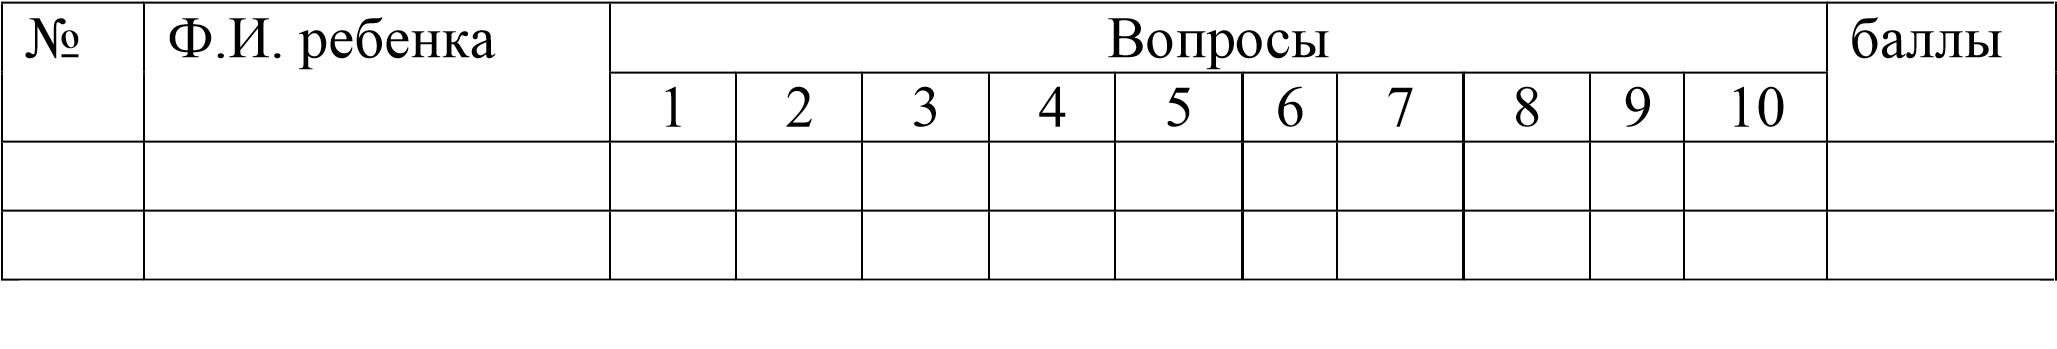 № Ф.И. ребенка Вопросы баллы
1 2 3 4 5 6 7 8 9 10